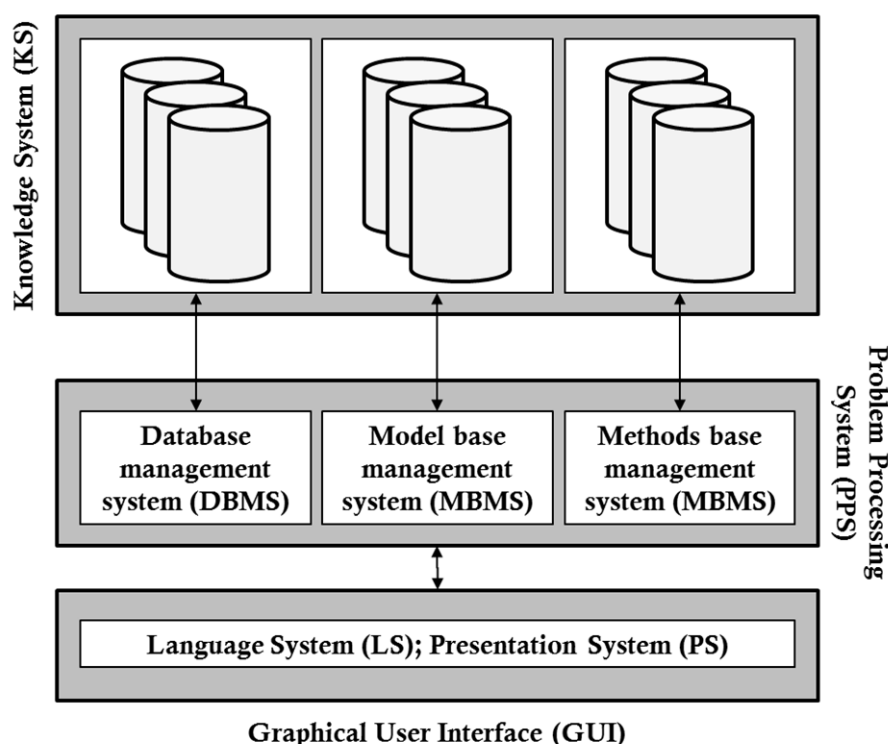 Knowledge System (KS)
Database
management
system (DBMS)
Model base
management
system (MBMS)
Methods base
management
system (MBMS)
Problem Processing
System (PPS)
Language System (LS); Presentation System (PS)
Graphical User Interface (GUI)